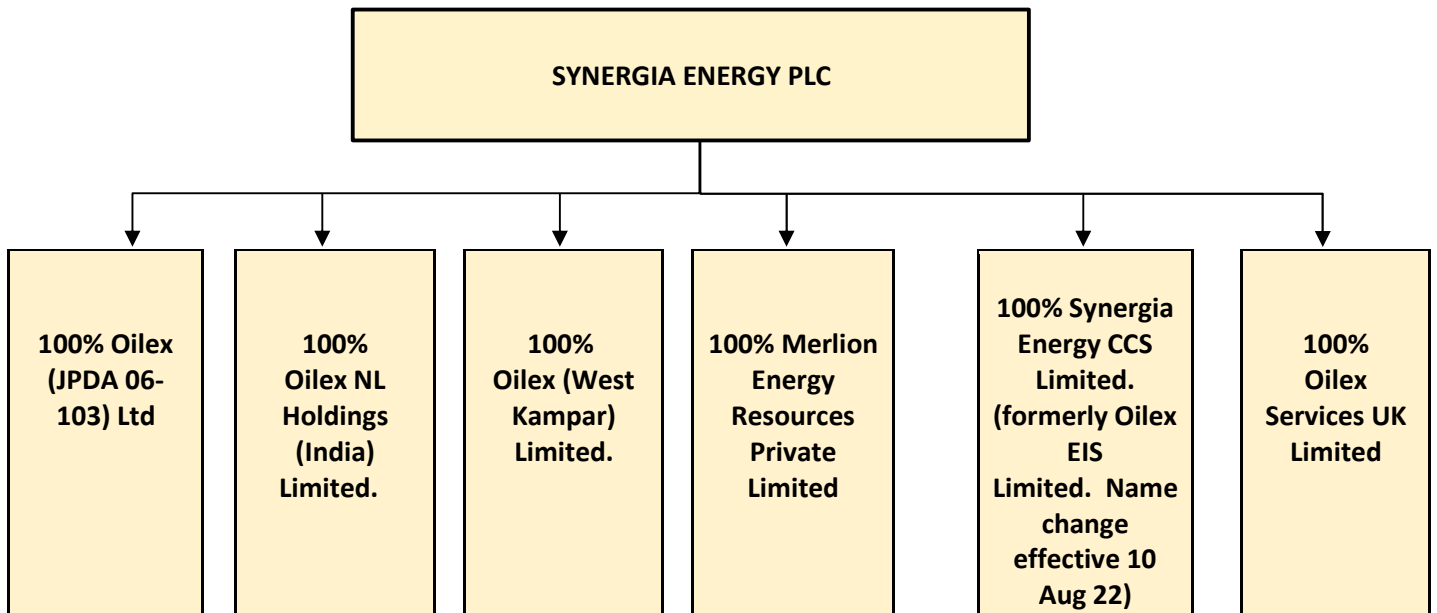 SYNERGIA ENERGY PLC
100% Oilex
(JPDA 06-
103) Ltd
100%
Oilex NL
Holdings
(India)
Limited.
100%
Oilex (West
Kampar)
Limited.
100% Merlion
Energy
Resources
Private
Limited
100% Synergia
Energy CCS
Limited.
(formerly Oilex
EIS
Limited.  Name
change
effective 10
Aug 22)
100%
Oilex
Services UK
Limited